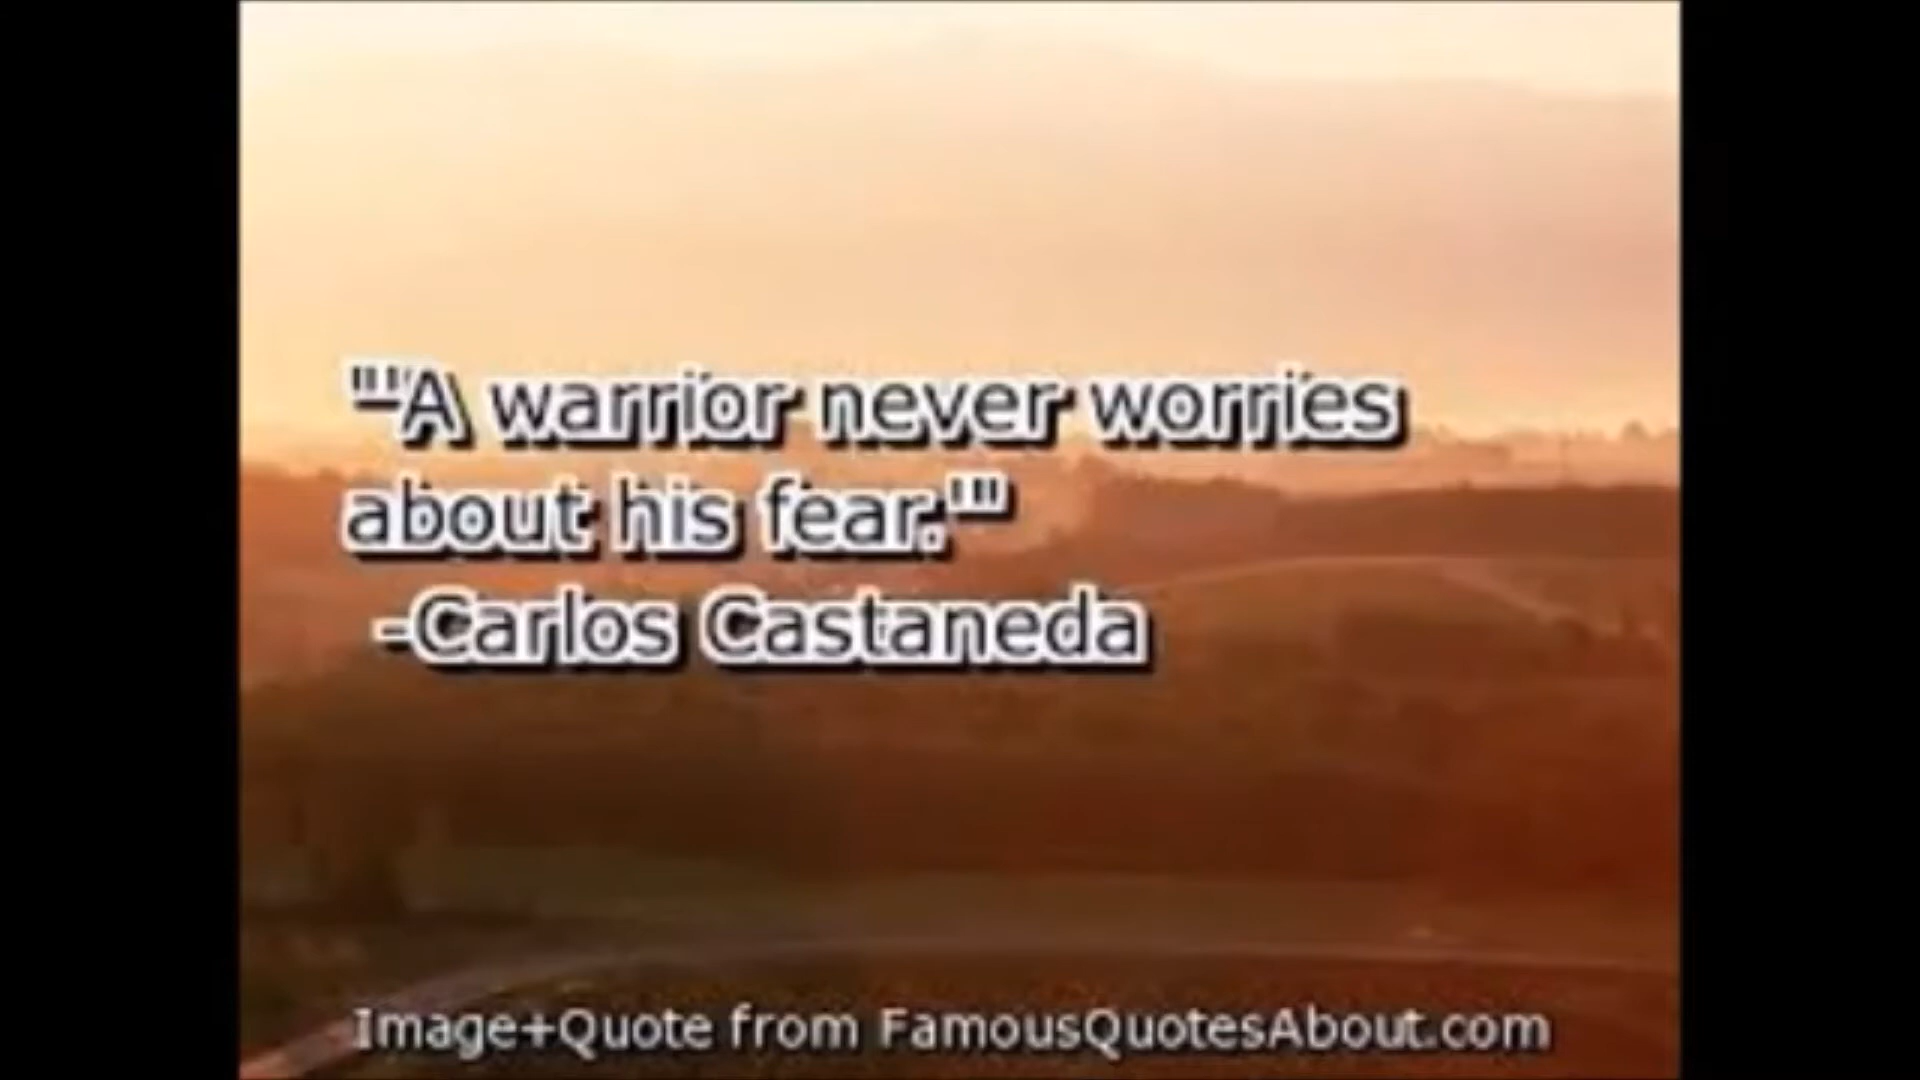 "'A warrior never worries
about his fear.'"
-Carlos Castaneda
Image+Quote from FamousQuotesAbout.com